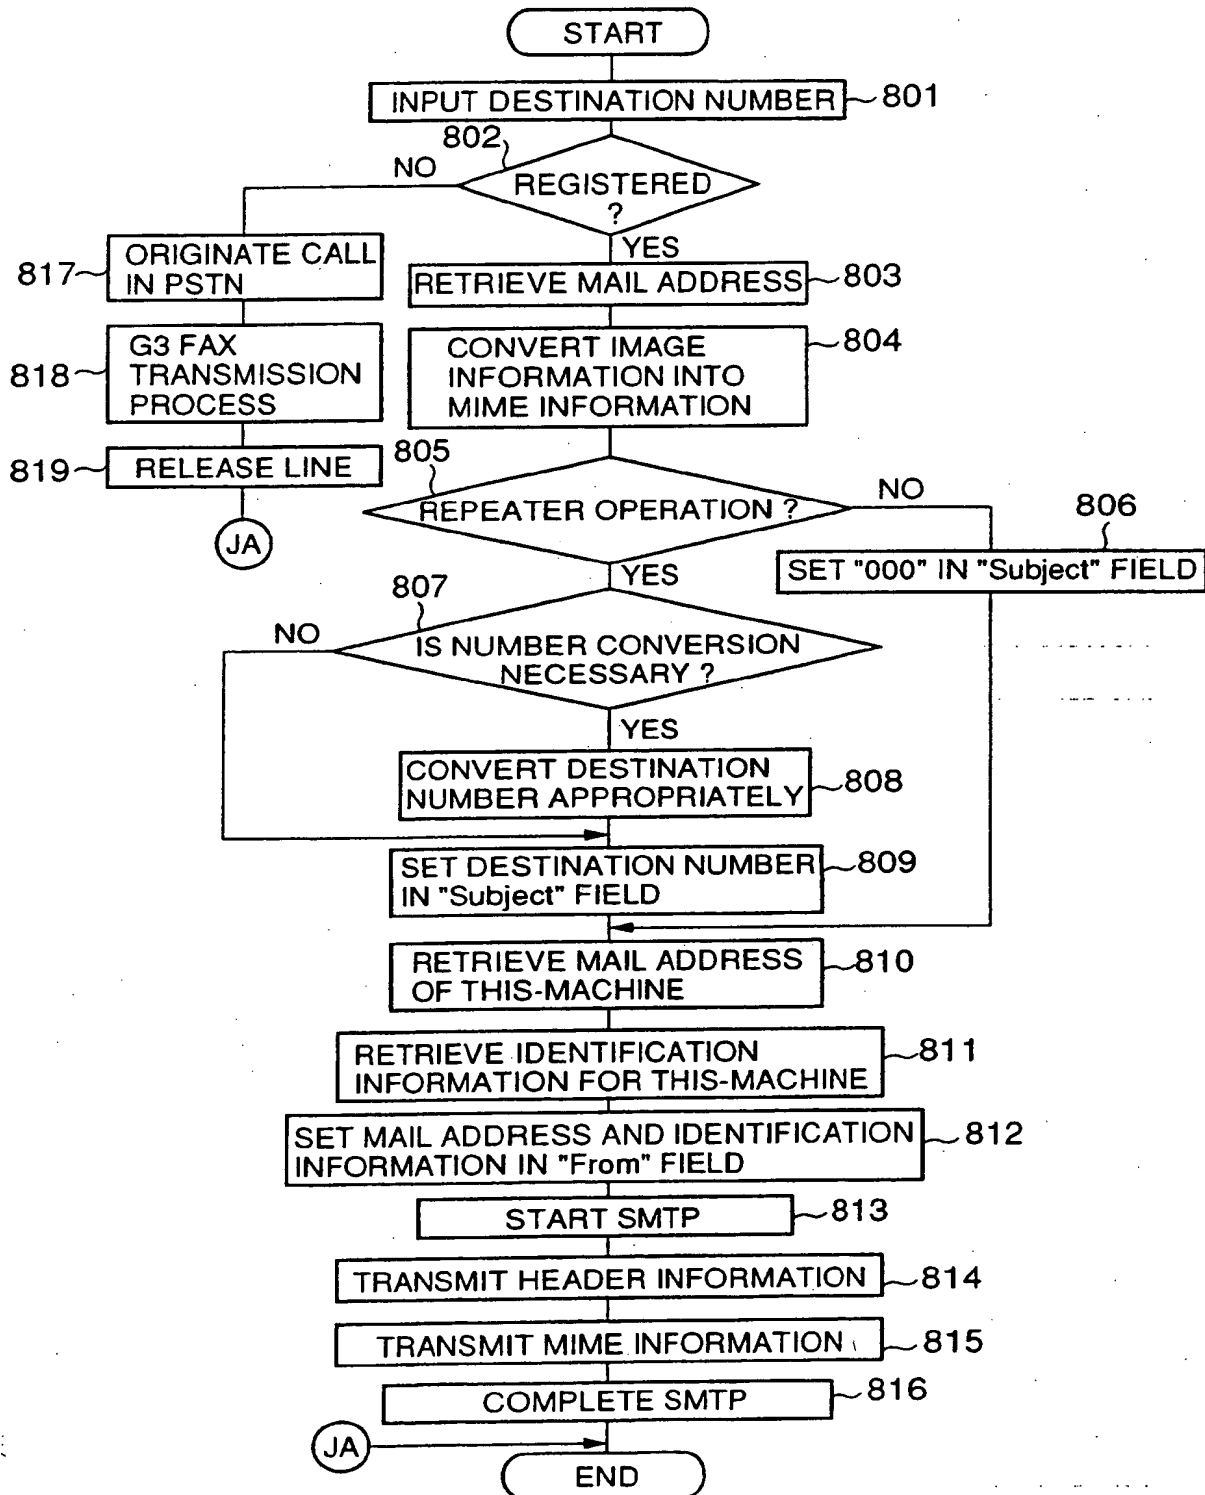 START
INPUT DESTINATION NUMBER
801
802
NO
REGISTERED
?
YES
817
ORIGINATE CALL
IN PSTN
RETRIEVE MAIL ADDRESS
803
818
G3 FAX
TRANSMISSION
PROCESS
CONVERT IMAGE
INFORMATION INTO
MIME INFORMATION
804
819
RELEASE LINE
JA
805
REPEATER OPERATION ?
NO
806
SET "000" IN "Subject" FIELD
YES
807
NO
IS NUMBER CONVERSION
NECESSARY ?
YES
CONVERT DESTINATION
NUMBER APPROPRIATELY
808
SET DESTINATION NUMBER
IN "Subject" FIELD
809
RETRIEVE MAIL ADDRESS
OF THIS-MACHINE
810
RETRIEVE IDENTIFICATION
INFORMATION FOR THIS-MACHINE
811
SET MAIL ADDRESS AND IDENTIFICATION
INFORMATION IN "From" FIELD
812
START SMTP
813
TRANSMIT HEADER INFORMATION
814
TRANSMIT MIME INFORMATION
815
COMPLETE SMTP
816
JA
END